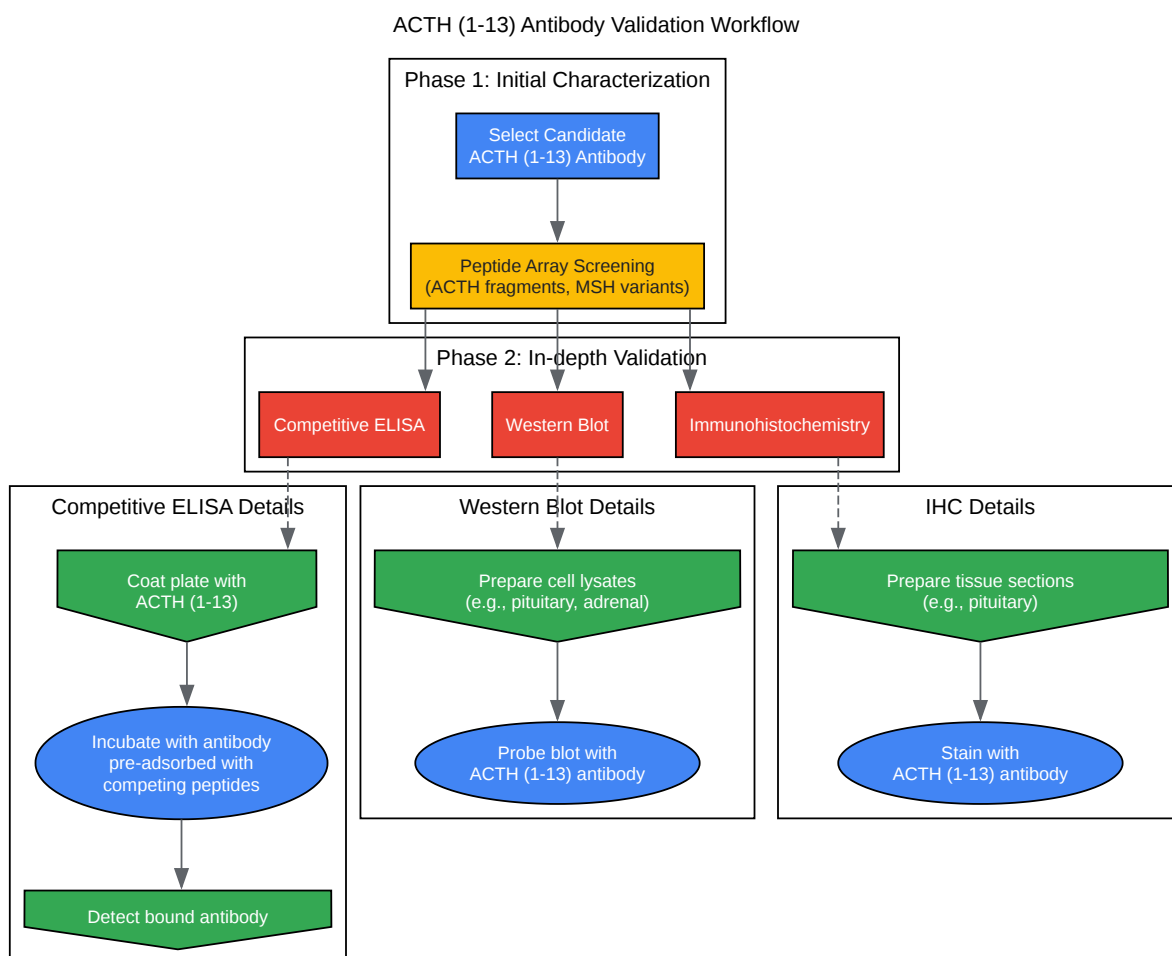 ACTH (1-13) Antibody Validation Workflow
Phase 1: Initial Characterization
Select Candidate
ACTH (1-13) Antibody
Peptide Array Screening
(ACTH fragments, MSH variants)
Phase 2: In-depth Validation
Competitive ELISA
Western Blot
Immunohistochemistry
Competitive ELISA Details
Coat plate with
ACTH (1-13)
Incubate with antibody
pre-adsorbed with
competing peptides
Detect bound antibody
Western Blot Details
Prepare cell lysates
(e.g., pituitary, adrenal)
Probe blot with
ACTH (1-13) antibody
IHC Details
Prepare tissue sections
(e.g., pituitary)
Stain with
ACTH (1-13) antibody